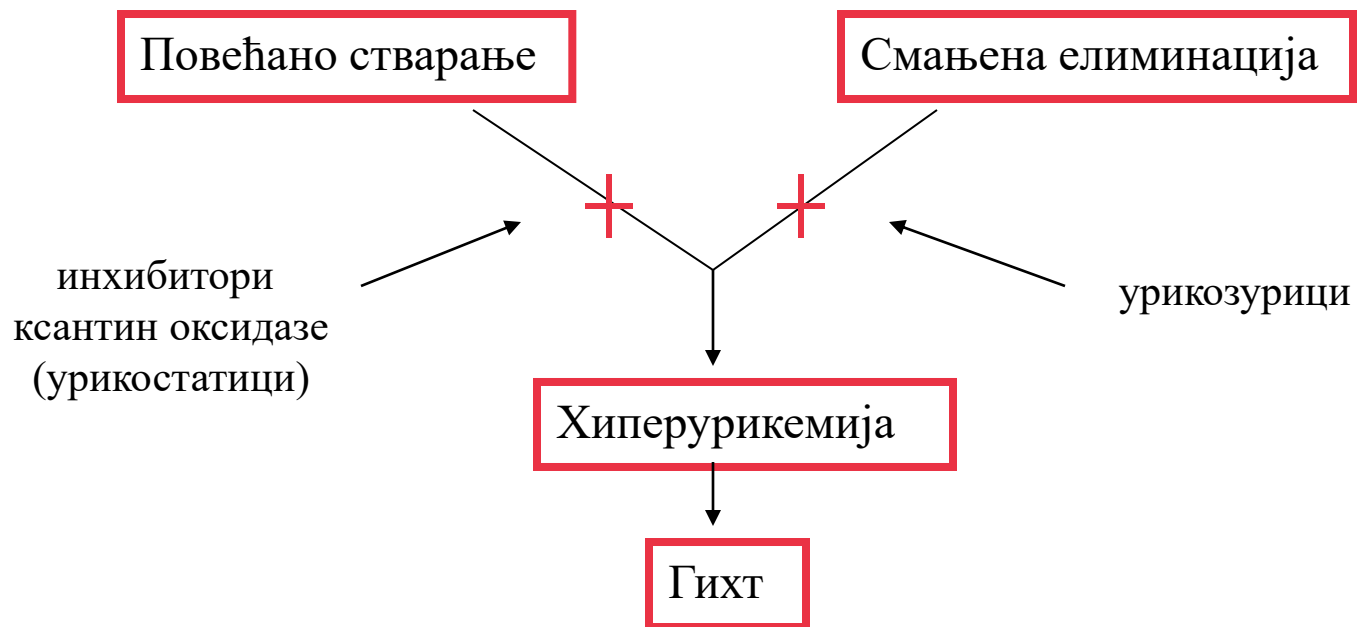 Повећано стварање
Смањена елиминација
инхибитори
ксантин оксидазе
(урикостатици)
урикозурици
Хиперурикемија
Гихт